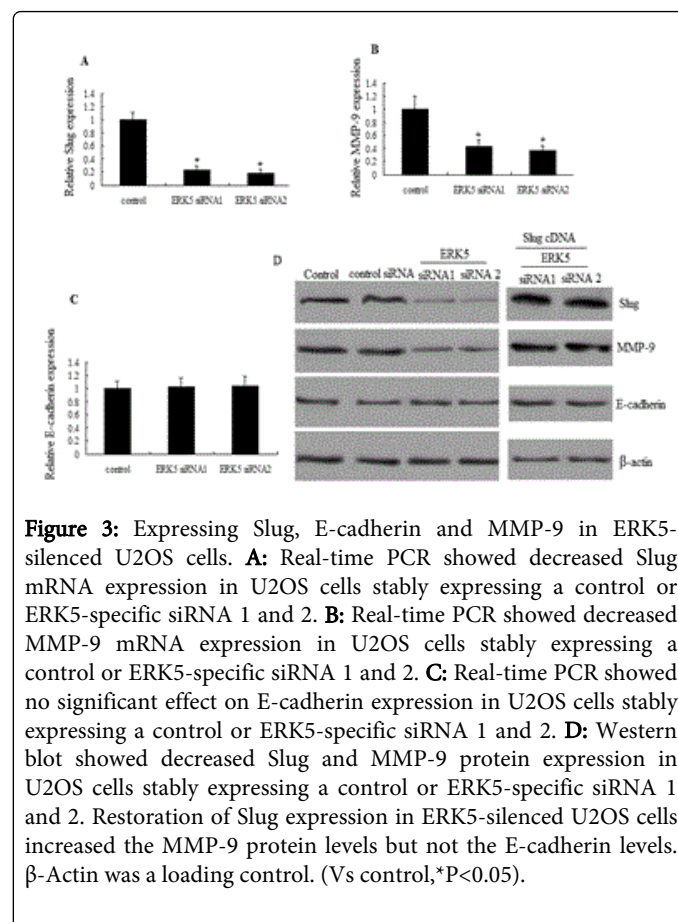 A
Relative Slug expression
1.4
1.2
1
0.8
0.6
0.4
0.2
0
*
*
control
ERK5 siRNA1
ERK5 siRNA2
B
Relative MMP-9 expression
1.4
1.2
1
0.8
0.6
0.4
0.2
0
*
*
control
ERK5 siRNA1
ERK5 siRNA2
C
Relative E-cadherin expression
1.4
1.2
1
0.8
0.6
0.4
0.2
0
control
ERK5 siRNA1
ERK5 siRNA2
D
Slug cDNA
ERK5
ERK5
Control
control siRNA
siRNA1
siRNA 2
siRNA1
siRNA 2
Slug
MMP-9
E-cadherin
β-actin
Figure 3: Expressing Slug, E-cadherin and MMP-9 in ERK5-
silenced U2OS cells. A: Real-time PCR showed decreased Slug
mRNA expression in U2OS cells stably expressing a control or
ERK5-specific siRNA 1 and 2. B: Real-time PCR showed decreased
MMP-9 mRNA expression in U2OS cells stably expressing a
control or ERK5-specific siRNA 1 and 2. C: Real-time PCR showed
no significant effect on E-cadherin expression in U2OS cells stably
expressing a control or ERK5-specific siRNA 1 and 2. D: Western
blot showed decreased Slug and MMP-9 protein expression in
U2OS cells stably expressing a control or ERK5-specific siRNA 1
and 2. Restoration of Slug expression in ERK5-silenced U2OS cells
increased the MMP-9 protein levels but not the E-cadherin levels.
β-Actin was a loading control. (Vs control,*P<0.05).